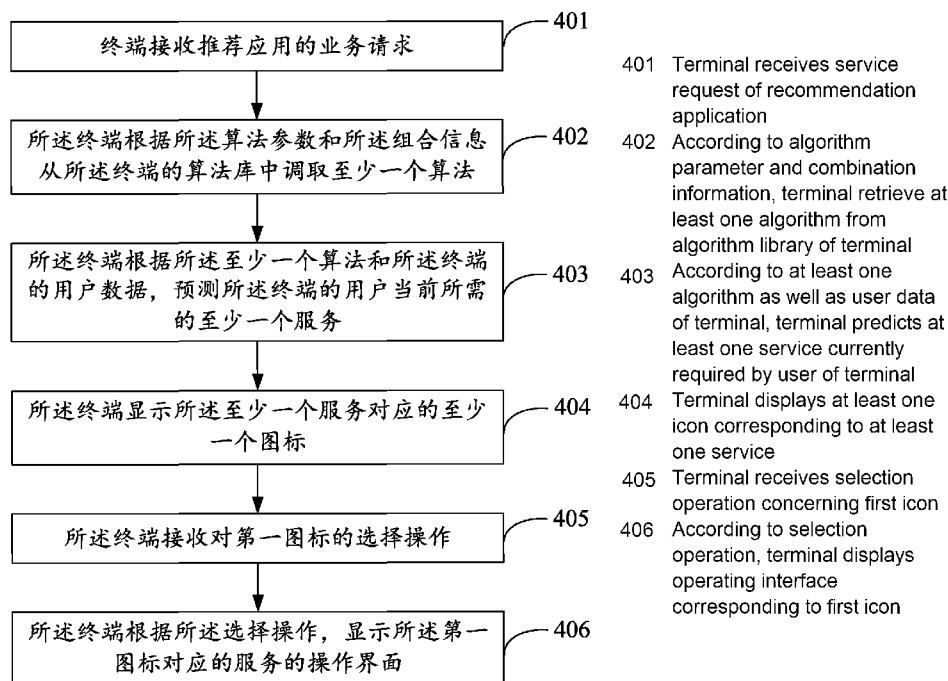 终端接收推荐应用的业务请求
401
所述终端根据所述算法参数和所述组合信息
从所述终端的算法库中调取至少一个算法
402
所述终端根据所述至少一个算法和所述终端
的用户数据，预测所述终端的用户当前所需
的至少一个服务
403
所述终端显示所述至少一个服务对应的至少
一个图标
404
所述终端接收对第一图标的选择操作
405
所述终端根据所述选择操作，显示所述第一
图标对应的服务的操作界面
406
401 Terminal receives service
request of recommendation
application
402 According to algorithm
parameter and combination
information, terminal retrieve at
least one algorithm from
algorithm library of terminal
403 According to at least one
algorithm as well as user data
of terminal, terminal predicts at
least one service currently
required by user of terminal
404 Terminal displays at least one
icon corresponding to at least
one service
405 Terminal receives selection
operation concerning first icon
406 According to selection
operation, terminal displays
operating interface
corresponding to first icon